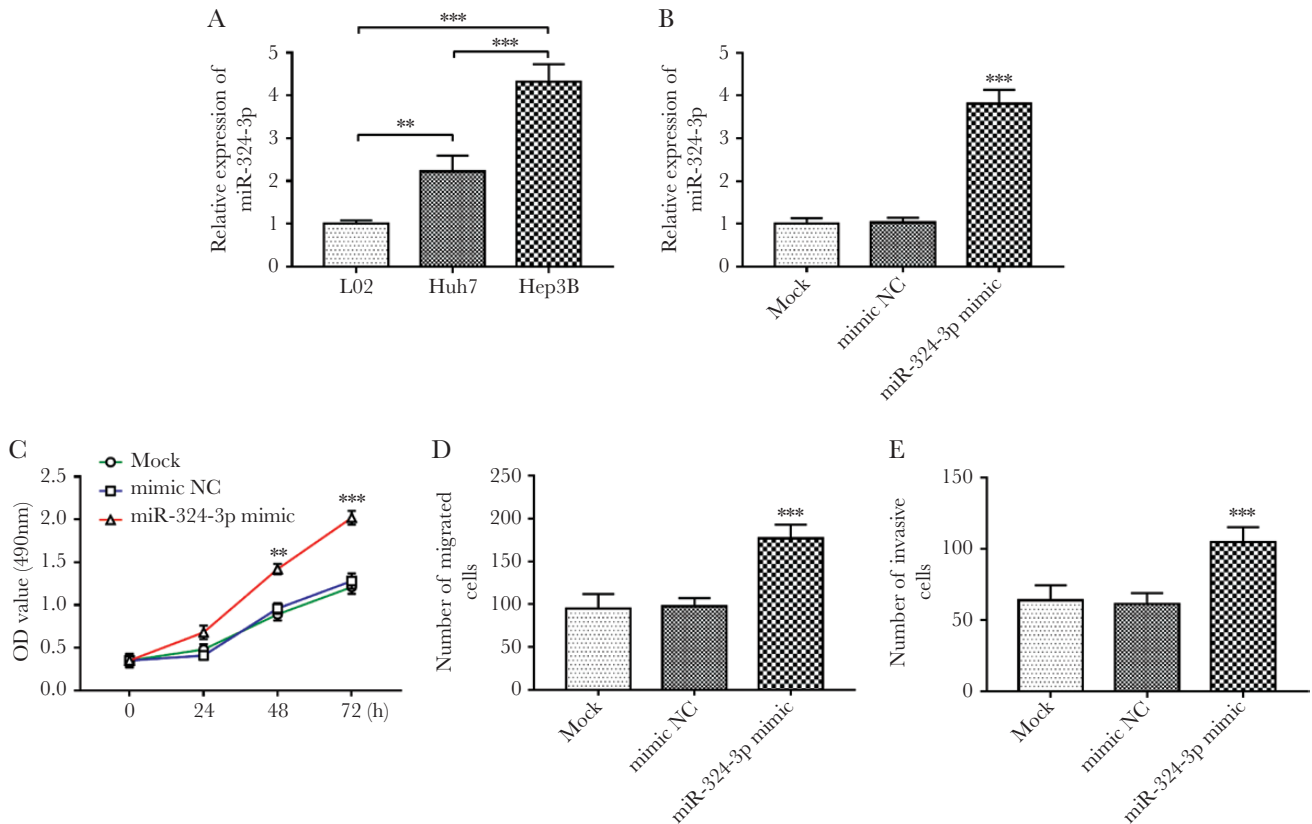 A
***
***
**
Relative expression of
miR-324-3p
5
4
3
2
1
0
L02
Huh7
Hep3B
B
***
Relative expression of
miR-324-3p
5
4
3
2
1
0
Mock
mimic NC
miR-324-3p mimic
C
Mock
mimic NC
miR-324-3p mimic
OD value (490nm)
2.5
2.0
1.5
1.0
0.5
0.0
**
***
0 24 48 72 (h)
D
***
Number of migrated
cells
250
200
150
100
50
0
Mock
mimic NC
miR-324-3p mimic
E
***
Number of invasive
cells
150
100
50
0
Mock
mimic NC
miR-324-3p mimic